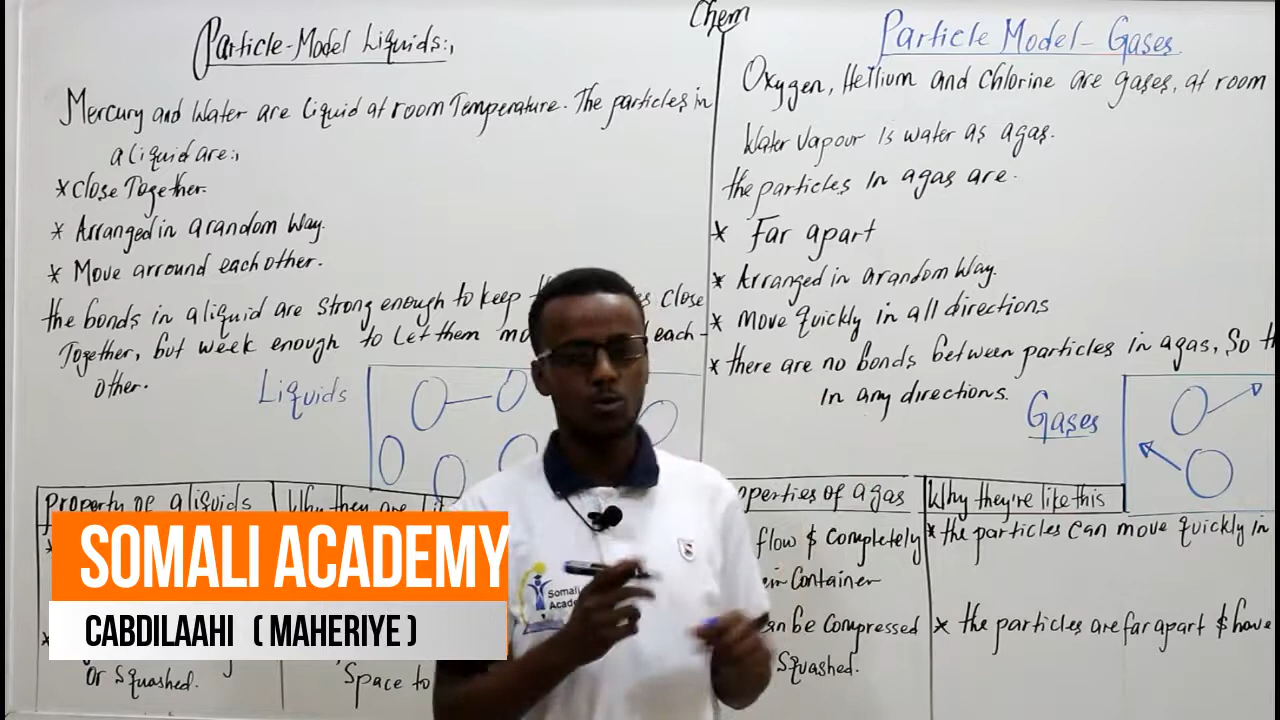 Chem
Particle-Model Liquids:,
Mercury and Water are Liquid at room Temperature. The particles in
a liquid are:,
*Close Together.
* Arranged in a random Way.
* Move arround each other.
the bonds in a liquid are strong enough to keep close
Together, but week enough to Let them each-
other.
Liquids
Property of a liquids
Why they are
Or Squashed.
Space to
Particle Model - Gases
Oxygen, Hellium and Chlorine are gases, at room
Water Vapour is water as a gas.
the particles in a gas are.
* Far apart
* Arranged in a random Way.
* move quickly in all directions
* there are no bonds between particles in a gas, So
In any directions.
Gases
of a gas
Why they're like this
flow & Completely
Container
be Compressed
Squashed.
* the particles can move quickly in
* the particles are far apart & have
SOMALI ACADEMY
CABDILAAHI ( MAHERIYE )
Somali